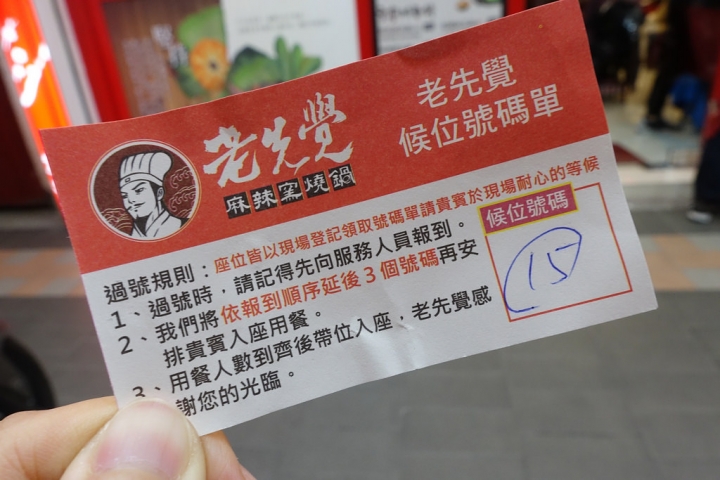 老先覺
麻辣窯燒鍋
老先覺
候位號碼單
座位皆以現場登記領取號碼單請貴賓於現場耐心的等候
過號規則：
1、過號時，請記得先向服務人員報到。
2、我們將依報到順序延後3個號碼再安
排貴賓入座用餐。
3、用餐人數到齊後帶位入座，老先覺感
謝您的光臨。
候位號碼
15